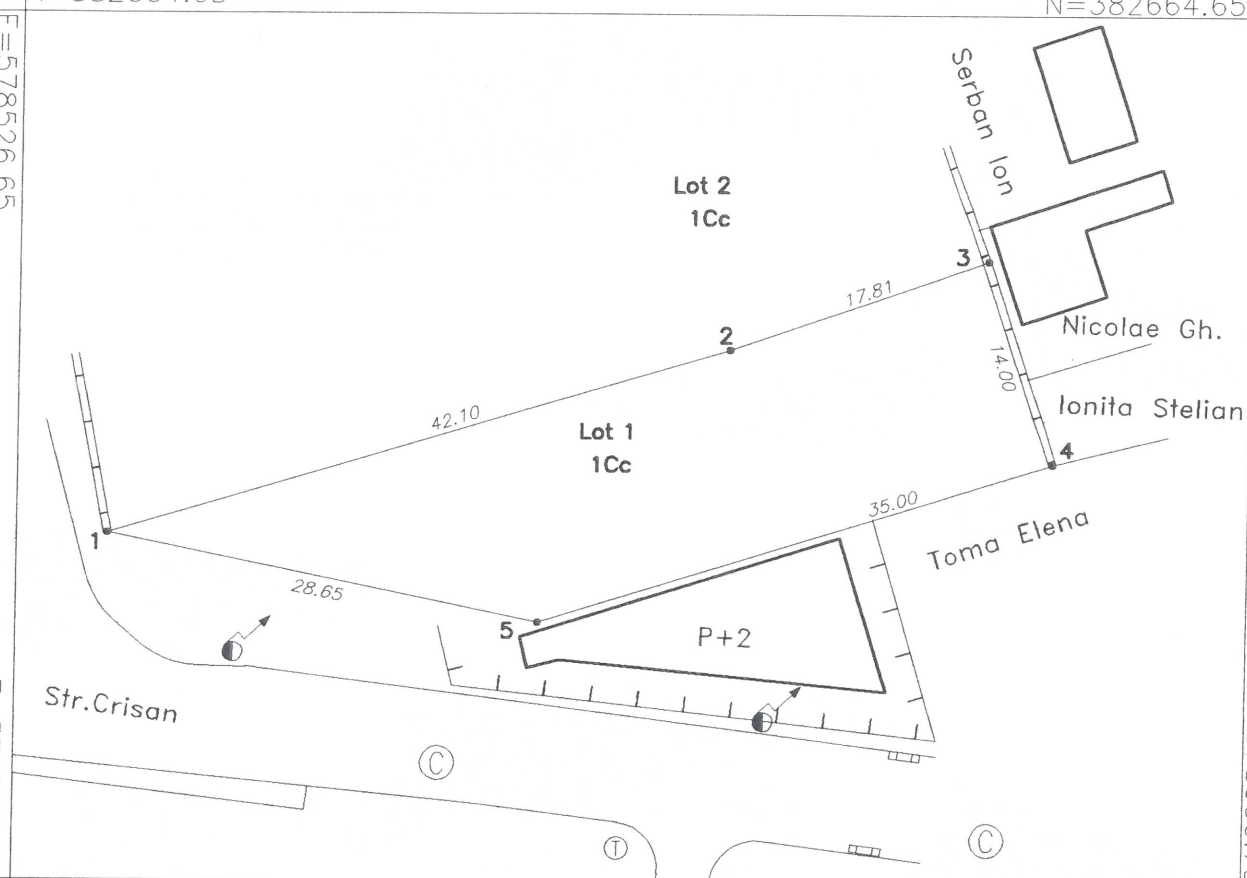 N=382664.65
E=578526.65
Serban Ion
Lot 2
1Cc
3
17.81
Nicolae Gh.
2
14.00
Ionita Stelian
42.10
Lot 1
1Cc
4
35.00
1
Toma Elena
28.65
5
P+2
Str.Crisan
C
C
T